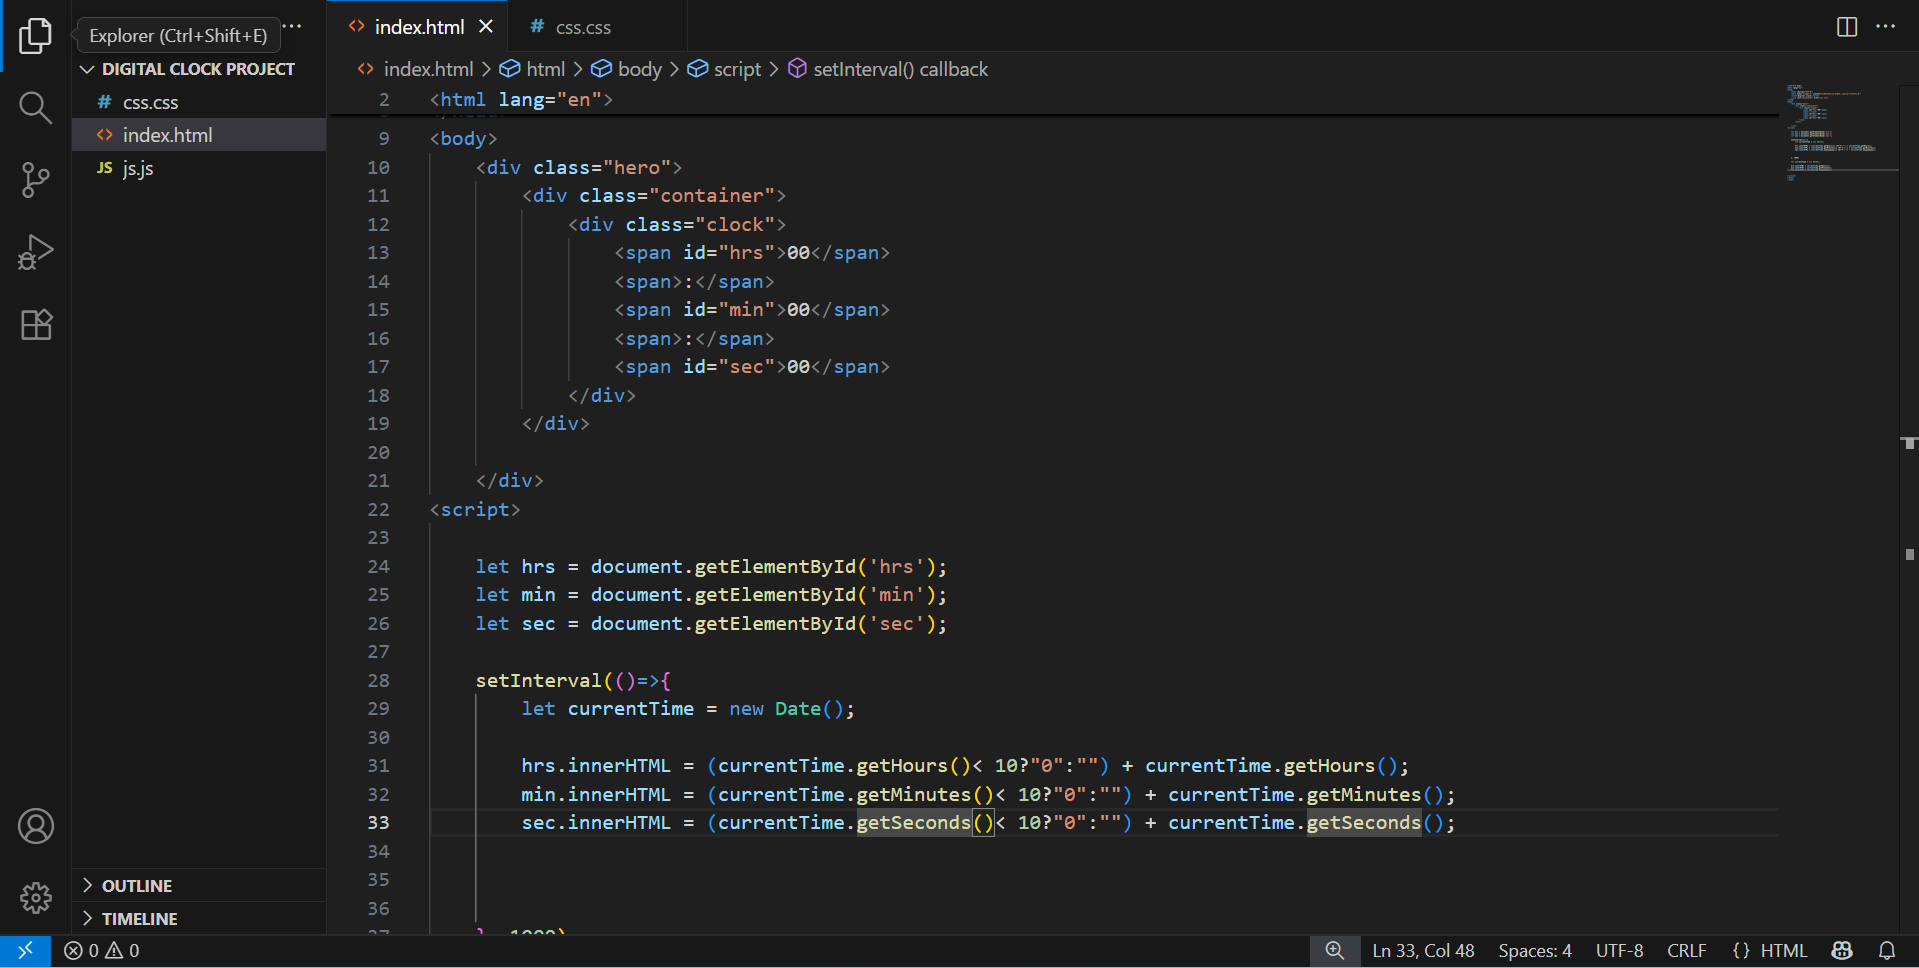 Explorer (Ctrl+Shift+E)
···
DIGITAL CLOCK PROJECT
# css.css
<> index.html
JS js.js
OUTLINE
TIMELINE
<> index.html
# css.css
···
<> index.html > html > body > script > setInterval() callback
2 <html lang="en">
9 <body>
10 <div class="hero">
11 <div class="container">
12 <div class="clock">
13 <span id="hrs">00</span>
14 <span>:</span>
15 <span id="min">00</span>
16 <span>:</span>
17 <span id="sec">00</span>
18 </div>
19 </div>
20
21 </div>
22 <script>
23
24 let hrs = document.getElementById('hrs');
25 let min = document.getElementById('min');
26 let sec = document.getElementById('sec');
27
28 setInterval(()=>{
29 let currentTime = new Date();
30
31 hrs.innerHTML = (currentTime.getHours()< 10?"0":"") + currentTime.getHours();
32 min.innerHTML = (currentTime.getMinutes()< 10?"0":"") + currentTime.getMinutes();
33 sec.innerHTML = (currentTime.getSeconds()< 10?"0":"") + currentTime.getSeconds();
34
35
36
0 0
Ln 33, Col 48 Spaces: 4 UTF-8 CRLF {} HTML